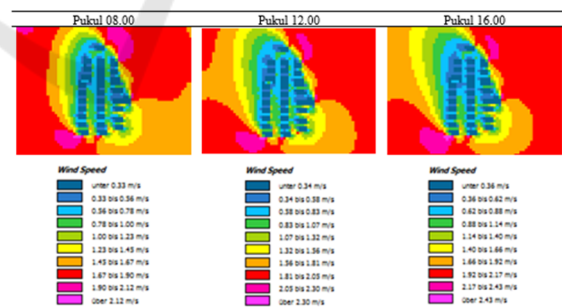 Pukul 08.00 Pukul 12.00 Pukul 16.00
Wind Speed
unter 0.33 m/s
0.33 bis 0.56 m/s
0.56 bis 0.78 m/s
0.78 bis 1.00 m/s
1.00 bis 1.23 m/s
1.23 bis 1.45 m/s
1.45 bis 1.67 m/s
1.67 bis 1.90 m/s
1.90 bis 2.12 m/s
über 2.12 m/s
Wind Speed
unter 0.34 m/s
0.34 bis 0.58 m/s
0.58 bis 0.83 m/s
0.83 bis 1.07 m/s
1.07 bis 1.32 m/s
1.32 bis 1.56 m/s
1.56 bis 1.81 m/s
1.81 bis 2.05 m/s
2.05 bis 2.30 m/s
über 2.30 m/s
Wind Speed
unter 0.36 m/s
0.36 bis 0.62 m/s
0.62 bis 0.88 m/s
0.88 bis 1.14 m/s
1.14 bis 1.40 m/s
1.40 bis 1.66 m/s
1.66 bis 1.92 m/s
1.92 bis 2.17 m/s
2.17 bis 2.43 m/s
über 2.43 m/s